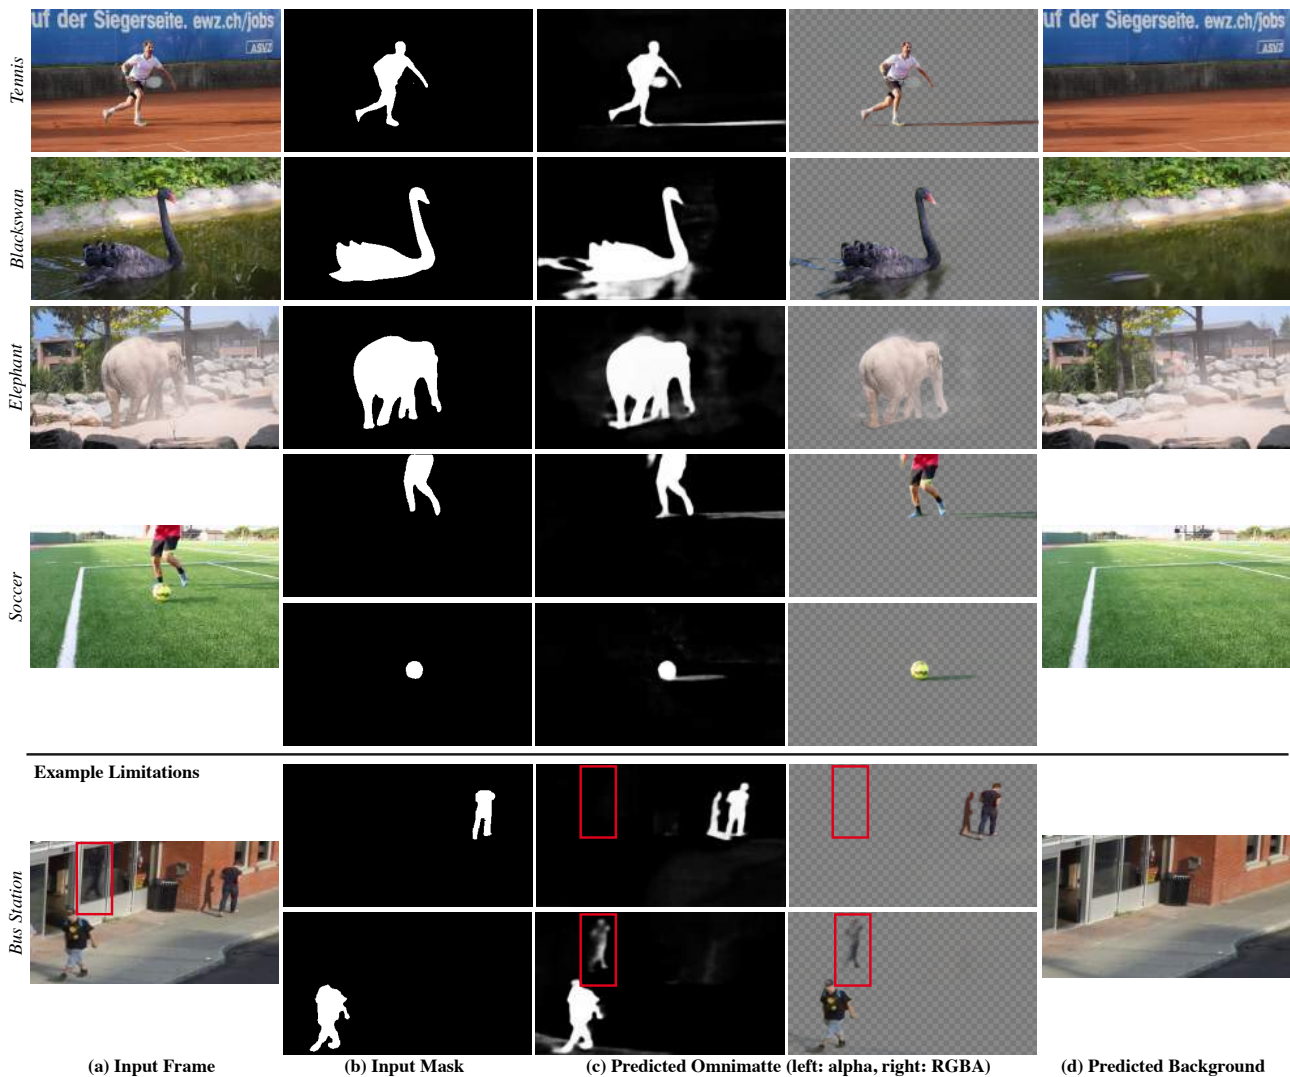 uf der Siegerseite. ewz.ch/jobs
ASVZ
uf der Siegerseite. ewz.ch/jobs
ASVZ
Tennis
Blackswan
Elephant
Soccer
Example Limitations
Bus Station
(a) Input Frame
(b) Input Mask
(c) Predicted Omnimatte (left: alpha, right: RGBA)
(d) Predicted Background